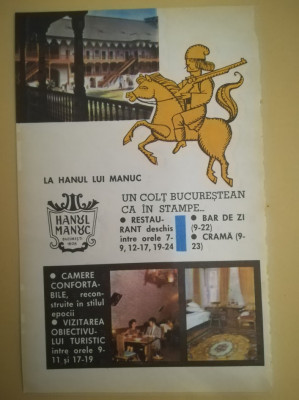 LA HANUL LUI MANUC
HANUL
MANUC
BUCUREȘTI
1808
UN COLȚ BUCUREȘTEAN
CA ÎN STAMPE...
● RESTAU-
RANT deschis
între orele 7-
9, 12-17, 19-24
● BAR DE ZI
(9-22)
● CRAMĂ (9-
23)
● CAMERE
CONFORTA-
BILE, recon-
struite în stilul
epocii
● VIZITAREA
OBIECTIVU-
LUI TURISTIC
între orele 9-
11 și 17-19